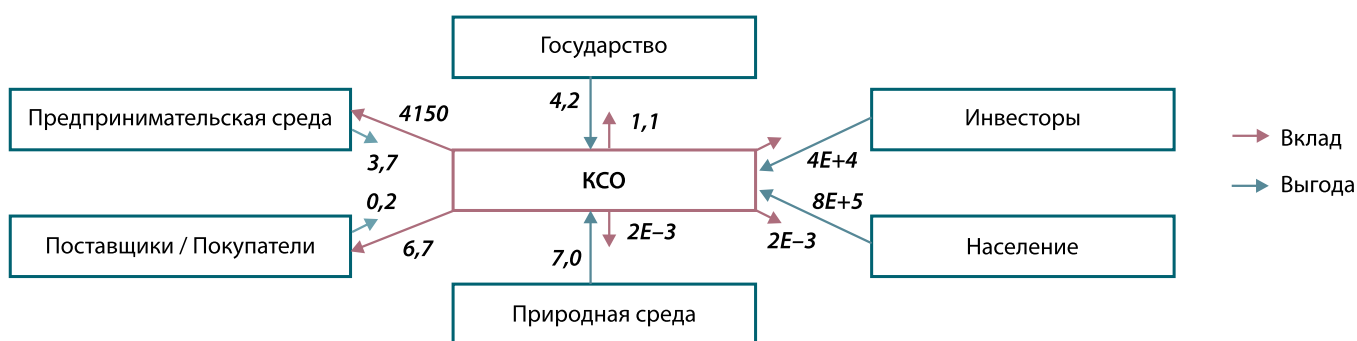 Государство
Предпринимательская среда
4150
4,2
1,1
Инвесторы
Вклад
3,7
КСО
4E+4
Выгода
0,2
8E+5
Поставщики / Покупатели
6,7
2E–3
2E–3
Население
7,0
Природная среда